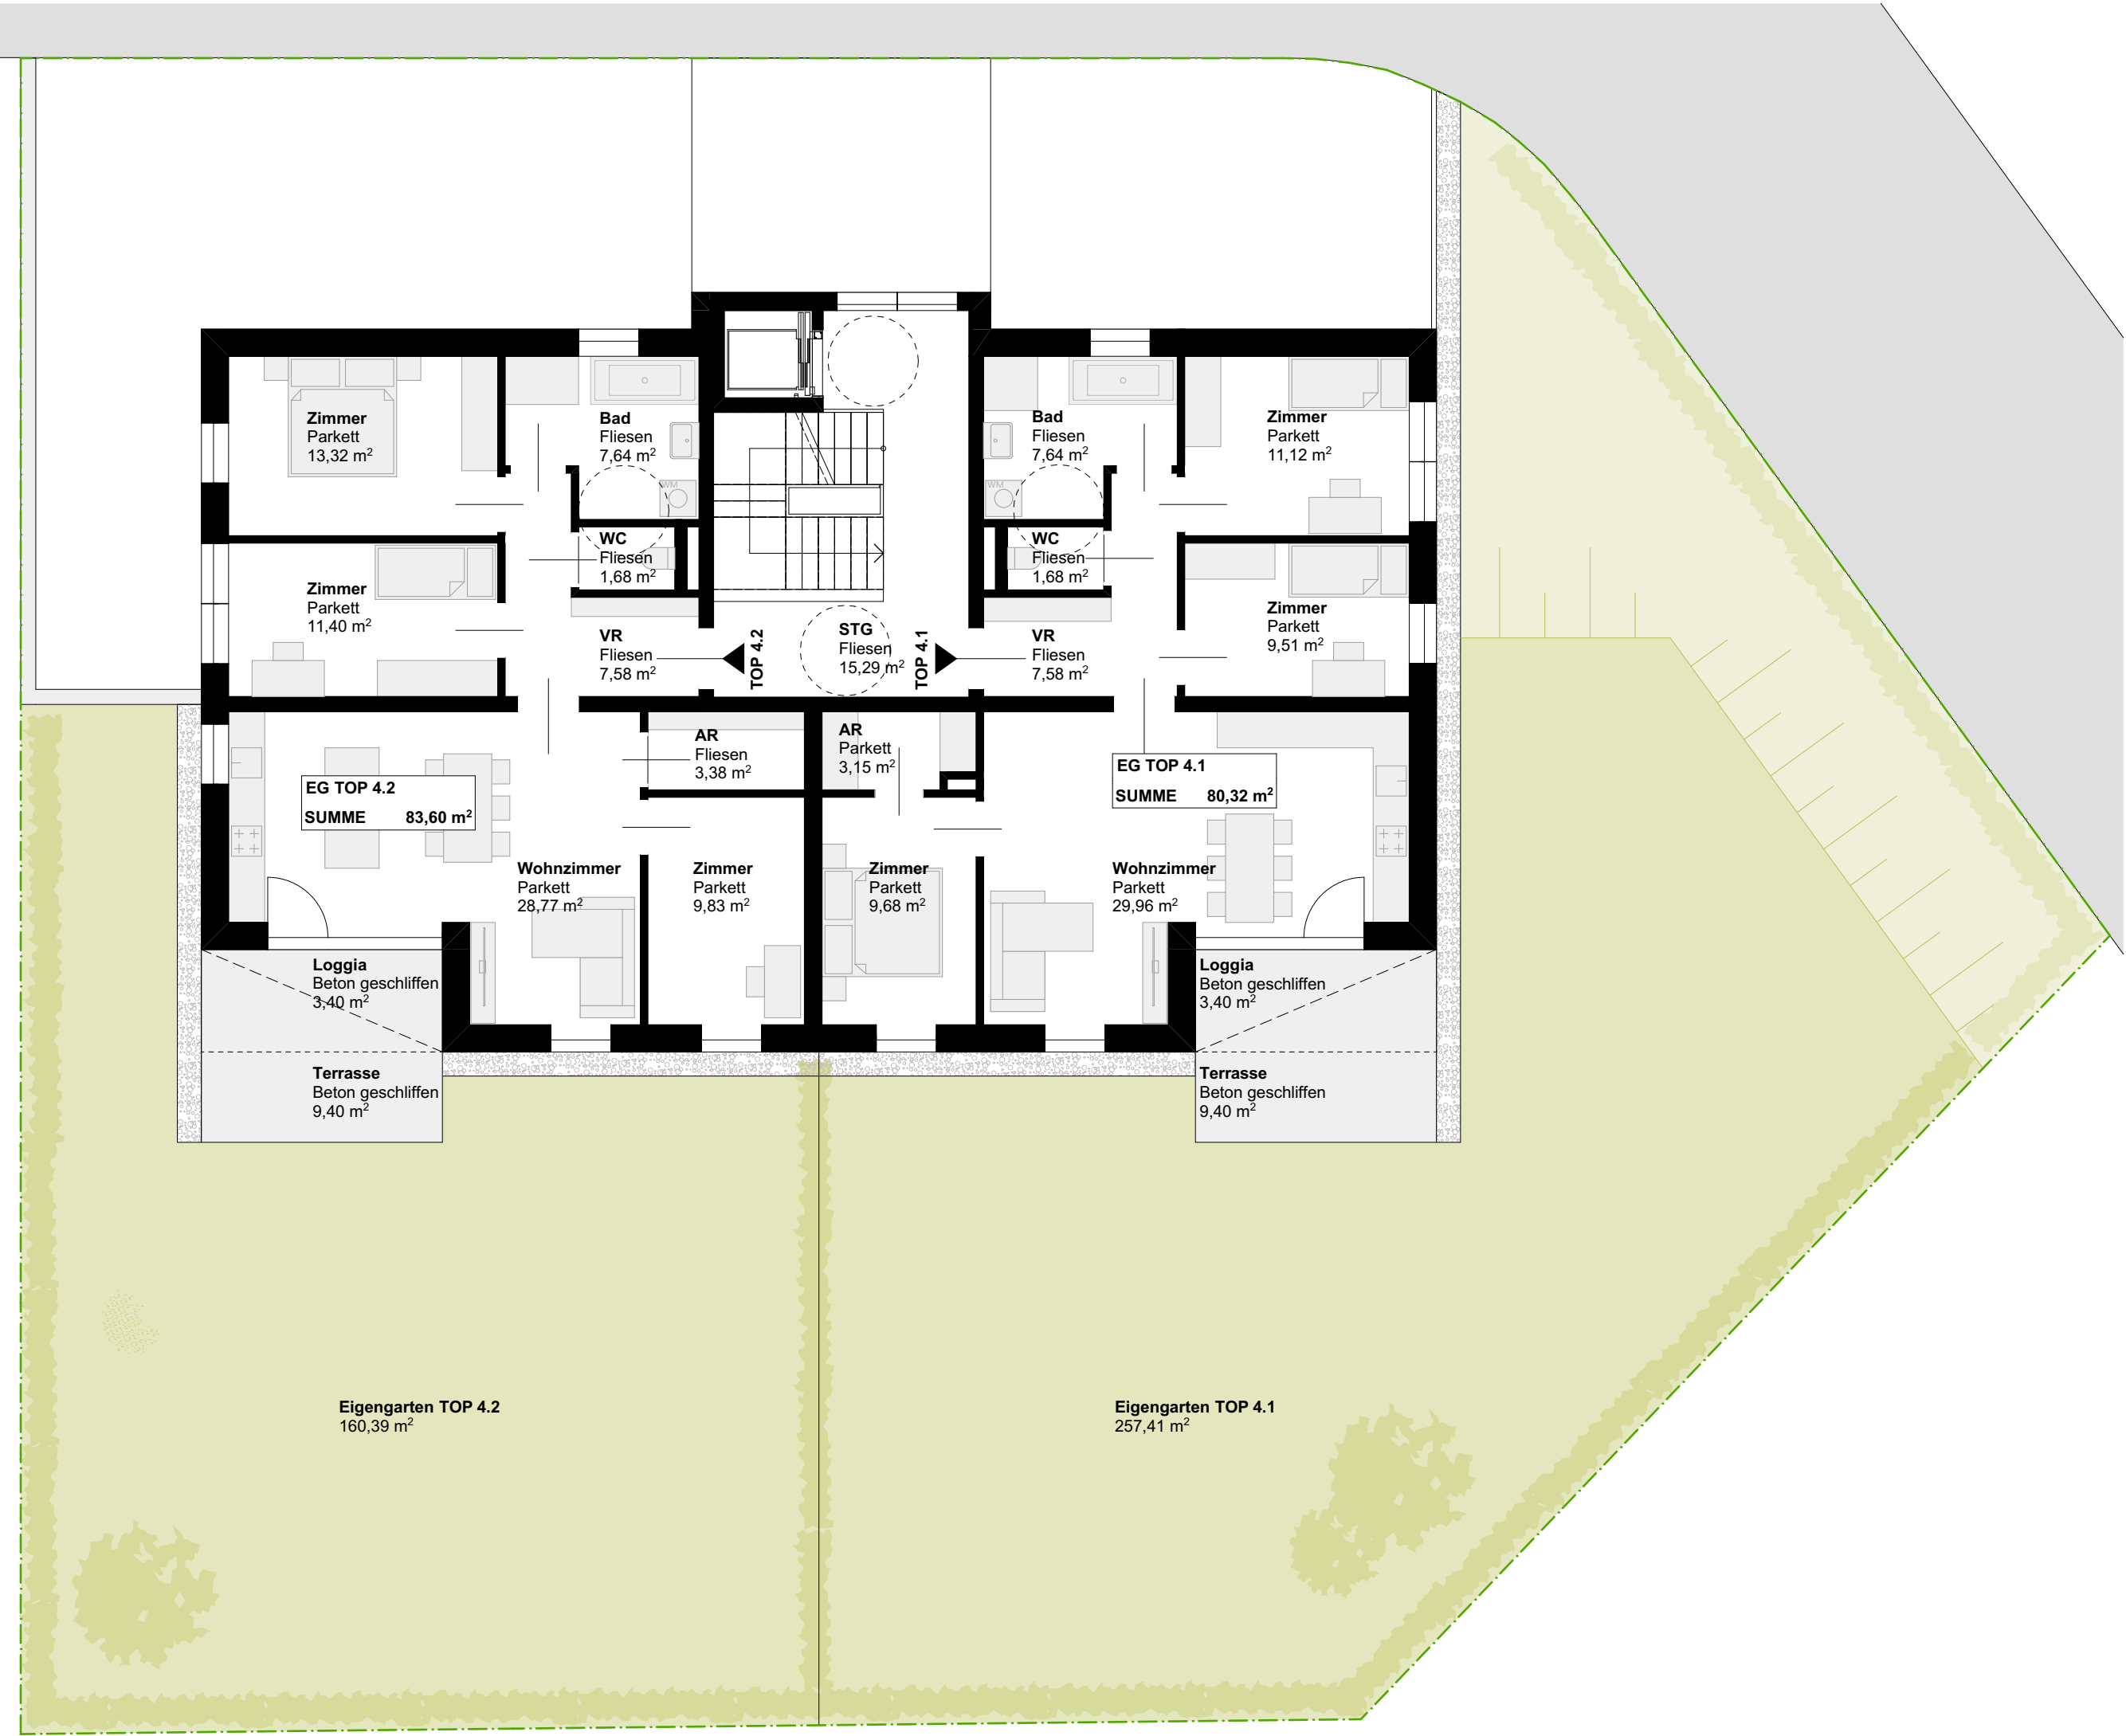 Zimmer
Parkett
13,32 m²
Bad
Fliesen
7,64 m²
WM
Bad
Fliesen
7,64 m²
WM
Zimmer
Parkett
11,12 m²
Zimmer
Parkett
11,40 m²
WC
Fliesen
1,68 m²
WC
Fliesen
1,68 m²
Zimmer
Parkett
9,51 m²
VR
Fliesen
7,58 m²
TOP 4.2
STG
Fliesen
15,29 m²
TOP 4.1
VR
Fliesen
7,58 m²
AR
Fliesen
3,38 m²
AR
Parkett
3,15 m²
EG TOP 4.2
SUMME 83,60 m²
EG TOP 4.1
SUMME 80,32 m²
Wohnzimmer
Parkett
28,77 m²
Zimmer
Parkett
9,83 m²
Zimmer
Parkett
9,68 m²
Wohnzimmer
Parkett
29,96 m²
Loggia
Beton geschliffen
3,40 m²
Loggia
Beton geschliffen
3,40 m²
Terrasse
Beton geschliffen
9,40 m²
Terrasse
Beton geschliffen
9,40 m²
Eigengarten TOP 4.2
160,39 m²
Eigengarten TOP 4.1
257,41 m²